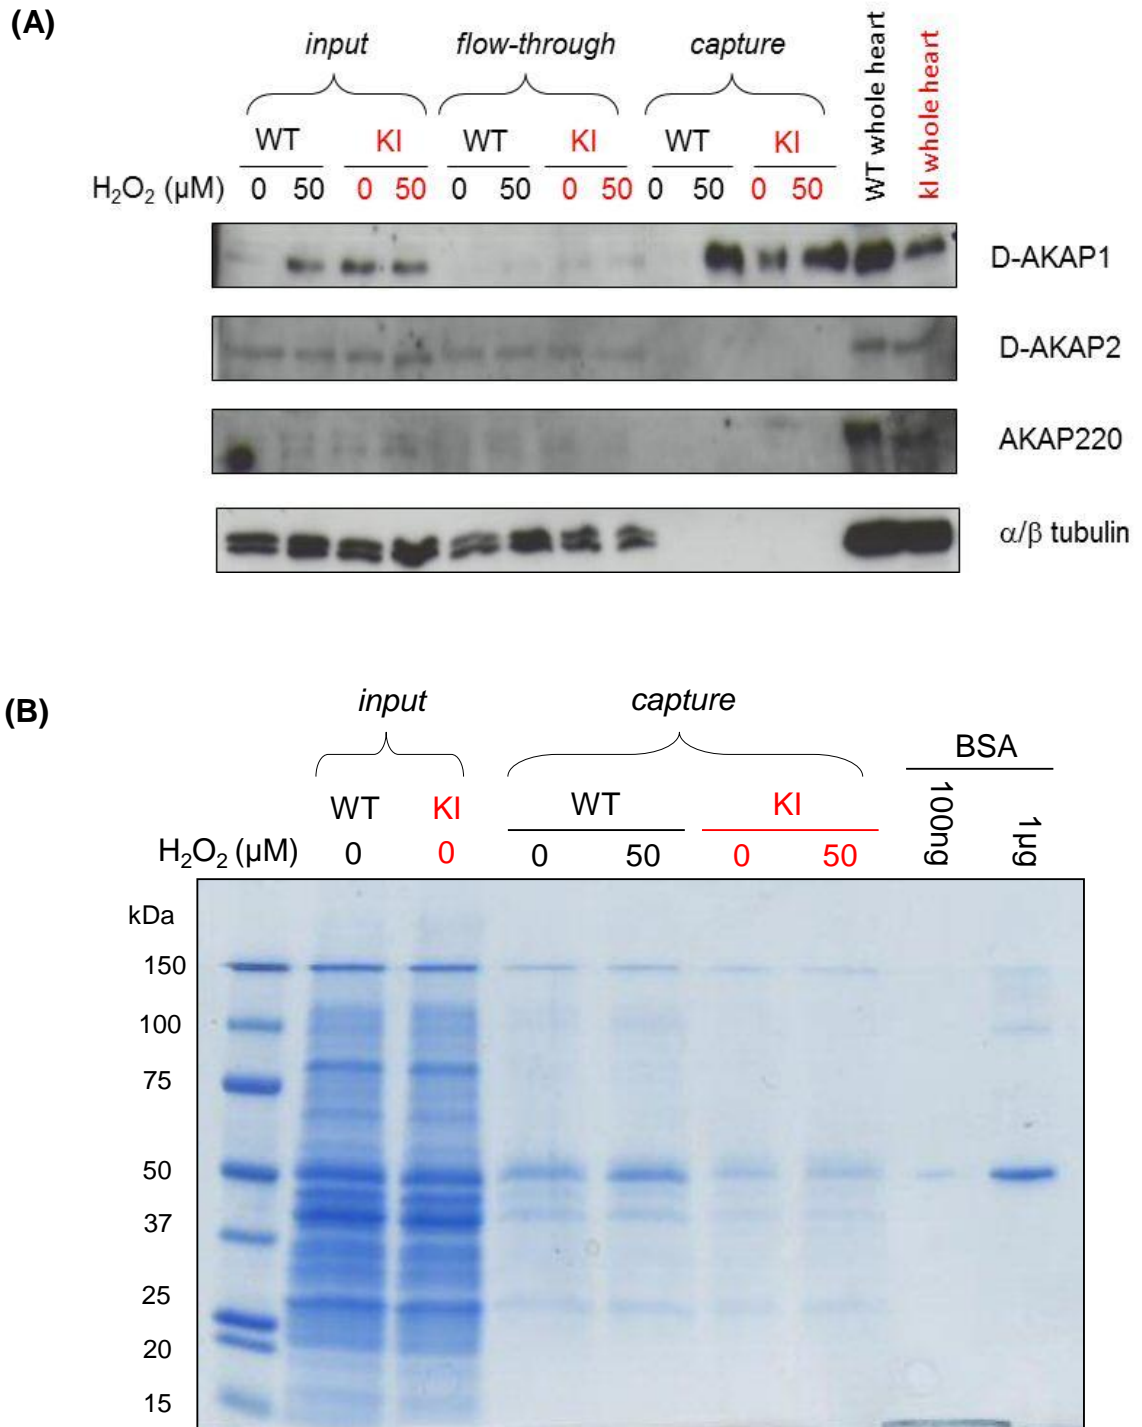 (A)
input flow-through capture
WT KI WT KI WT KI
WT whole heart
kI whole heart
H₂O₂ (µM) 0 50 0 50 0 50 0 50 0 50 0 50
D-AKAP1
D-AKAP2
AKAP220
α/β tubulin
(B)
input capture
BSA
WT KI WT KI
100ng
1µg
H₂O₂ (µM) 0 0 0 50 0 50
kDa
150
100
75
50
37
25
20
15